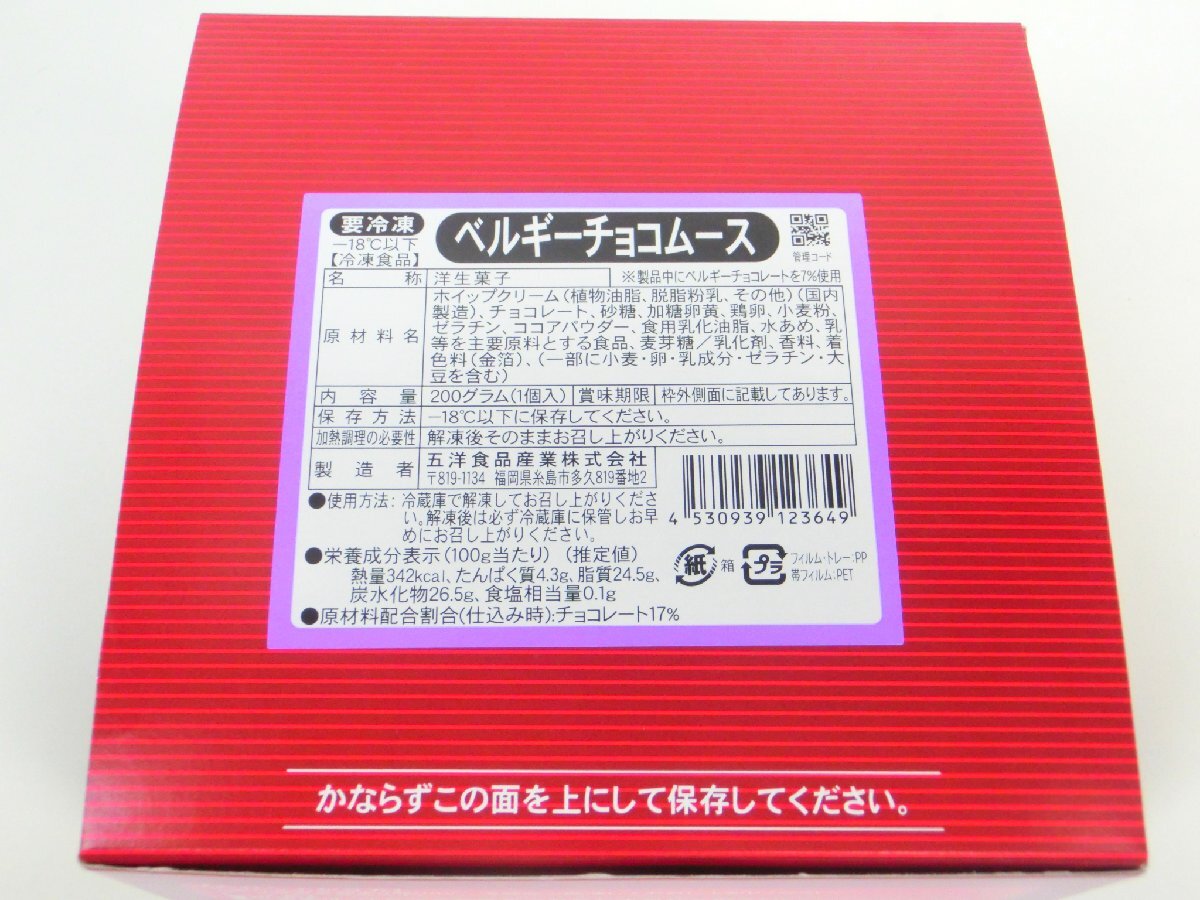 要冷凍
-18℃以下
【冷凍食品】
ベルギーチョコムース
管理コード
名称 洋生菓子 ※製品中にベルギーチョコレートを7%使用
原材料名 ホイップクリーム(植物油脂、脱脂粉乳、その他)(国内
製造)、チョコレート、砂糖、加糖卵黄、鶏卵、小麦粉、
ゼラチン、ココアパウダー、食用乳化油脂、水あめ、乳
等を主要原料とする食品、麦芽糖/乳化剤、香料、着
色料(金箔)、(一部に小麦・卵・乳成分・ゼラチン・大
豆を含む)
内容量 200グラム(1個入) 賞味期限 枠外側面に記載してあります。
保存方法 -18℃以下に保存してください。
加熱調理の必要性 解凍後そのままお召し上がりください。
製造者 五洋食品産業株式会社
〒819-1134 福岡県糸島市多久819番地2
●使用方法:冷蔵庫で解凍してお召し上がりくださ
い。解凍後は必ず冷蔵庫に保管しお早
めにお召し上がりください。
4 530939 123649
●栄養成分表示(100g当たり)(推定値)
熱量342kcal、たんぱく質4.3g、脂質24.5g、
炭水化物26.5g、食塩相当量0.1g
●原材料配合割合(仕込み時):チョコレート17%
紙 箱 プラ フィルム・トレー:PP
帯フィルム:PET
かならずこの面を上にして保存してください。